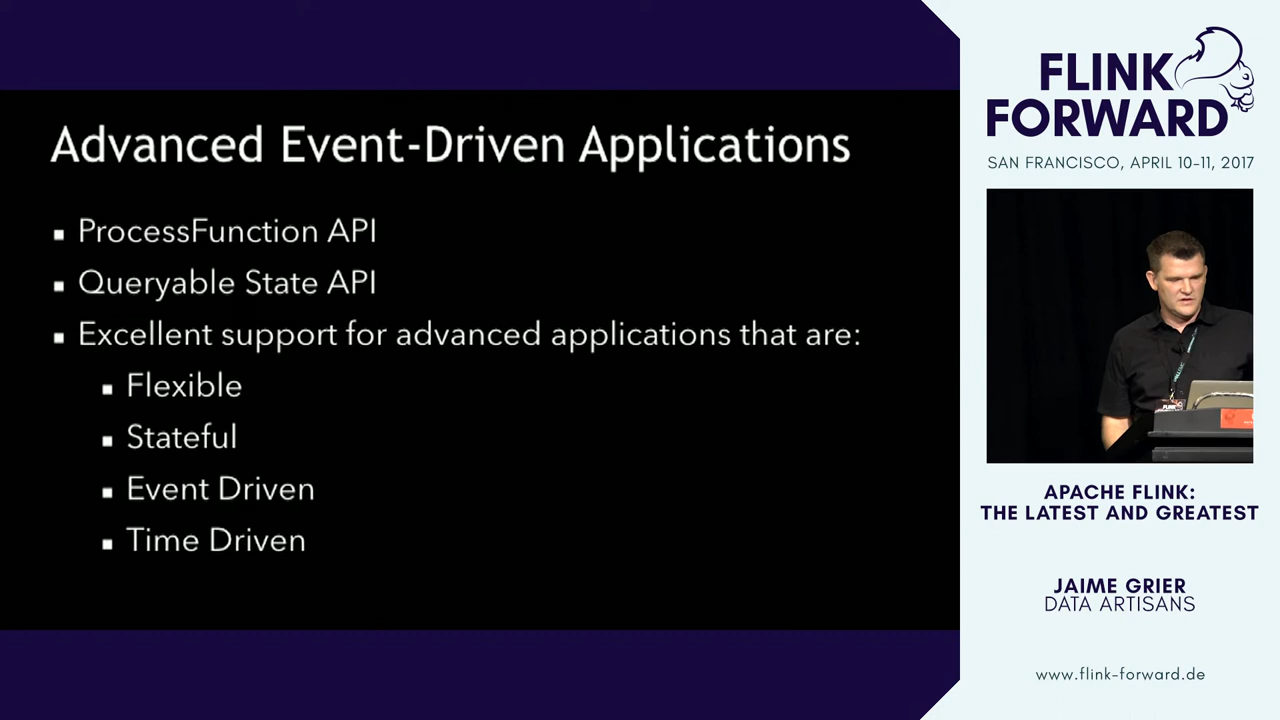 Advanced Event-Driven Applications
ProcessFunction API
Queryable State API
Excellent support for advanced applications that are:
Flexible
Stateful
Event Driven
Time Driven
FLINK
FORWARD
SAN FRANCISCO, APRIL 10-11, 2017
APACHE FLINK:
THE LATEST AND GREATEST
JAIME GRIER
DATA ARTISANS
www.flink-forward.de